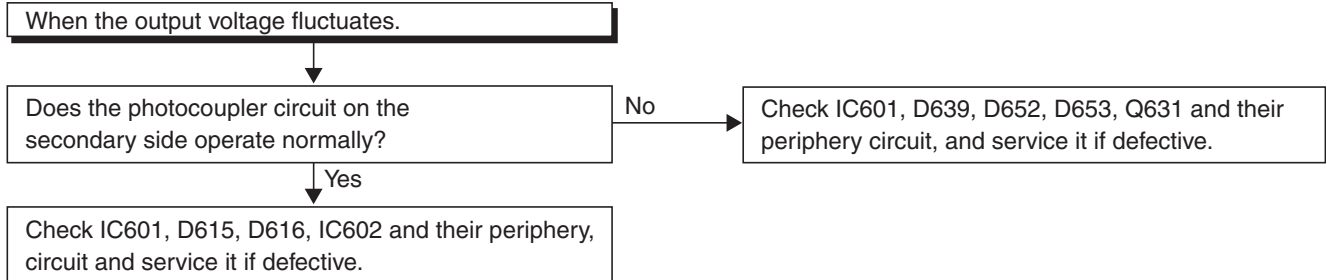 When the output voltage fluctuates.
Does the photocoupler circuit on the
secondary side operate normally?
No
Check IC601, D639, D652, D653, Q631 and their
periphery circuit, and service it if defective.
Yes
Check IC601, D615, D616, IC602 and their periphery,
circuit and service it if defective.